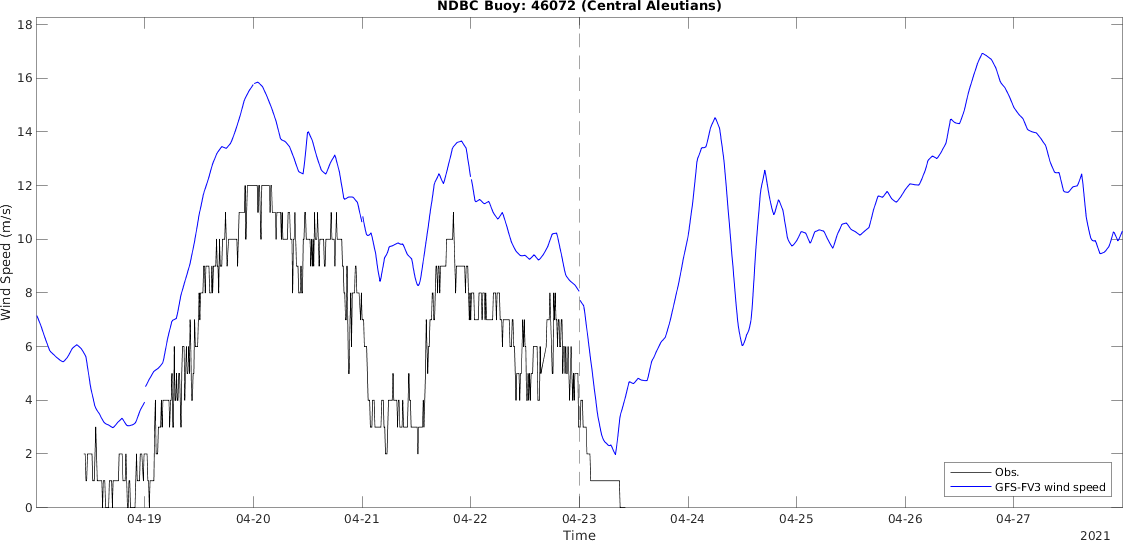 NDBC Buoy: 46072 (Central Aleutians)
18
16
14
12
10
8
6
4
2
0
Wind Speed (m/s)
Obs.
GFS-FV3 wind speed
04-19 04-20 04-21 04-22 04-23 04-24 04-25 04-26 04-27
Time
2021